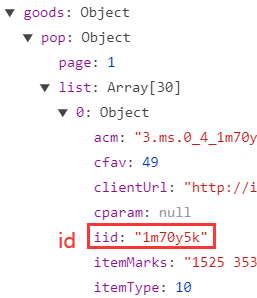 goods: Object
pop: Object
page: 1
list: Array[30]
0: Object
acm: "3.ms.0_4_1m70y
cfav: 49
clientUrl: "http://i
cparam: null
id iid: "1m70y5k"
itemMarks: "1525 353
itemType: 10